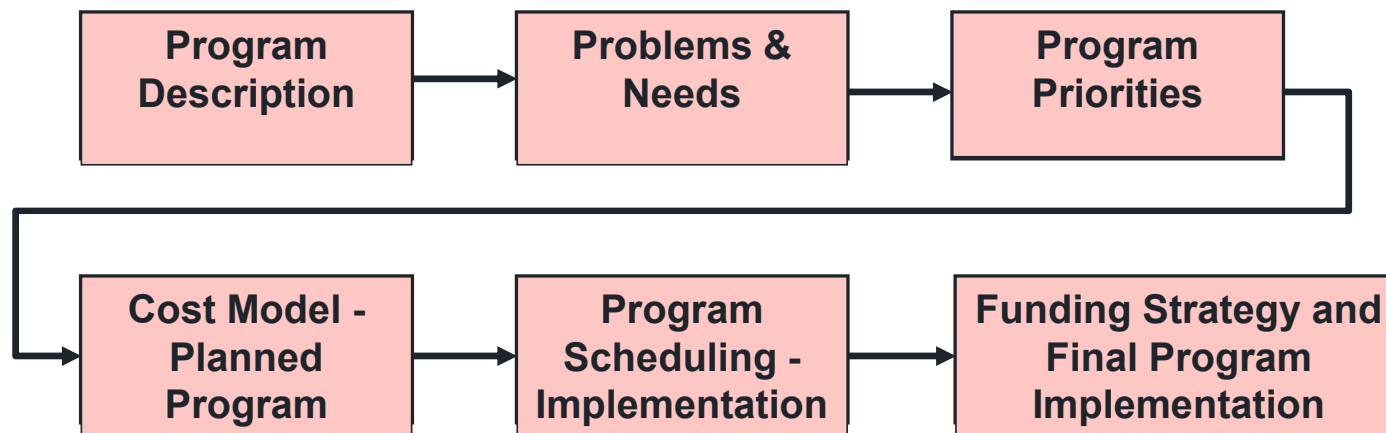 Program
Description
Problems &
Needs
Program
Priorities
Cost Model -
Planned
Program
Program
Scheduling -
Implementation
Funding Strategy and
Final Program
Implementation